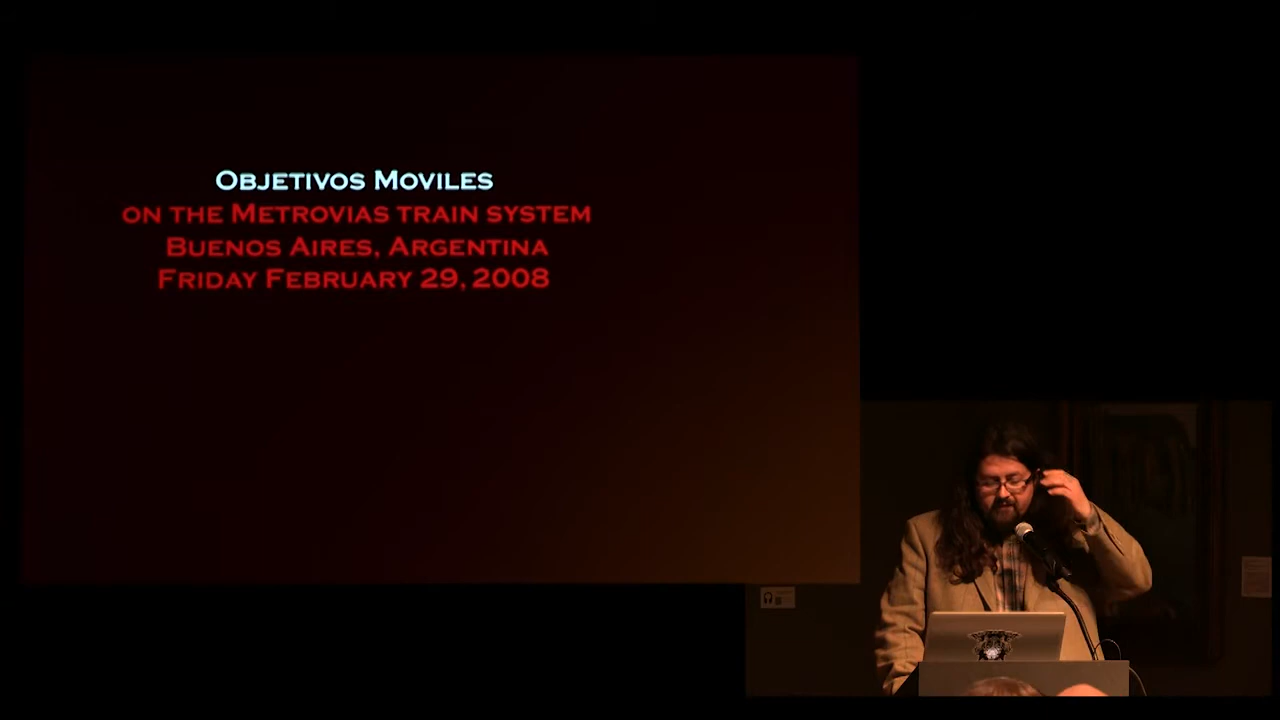 Objetivos Moviles
on the Metrovias train system
Buenos Aires, Argentina
Friday February 29, 2008